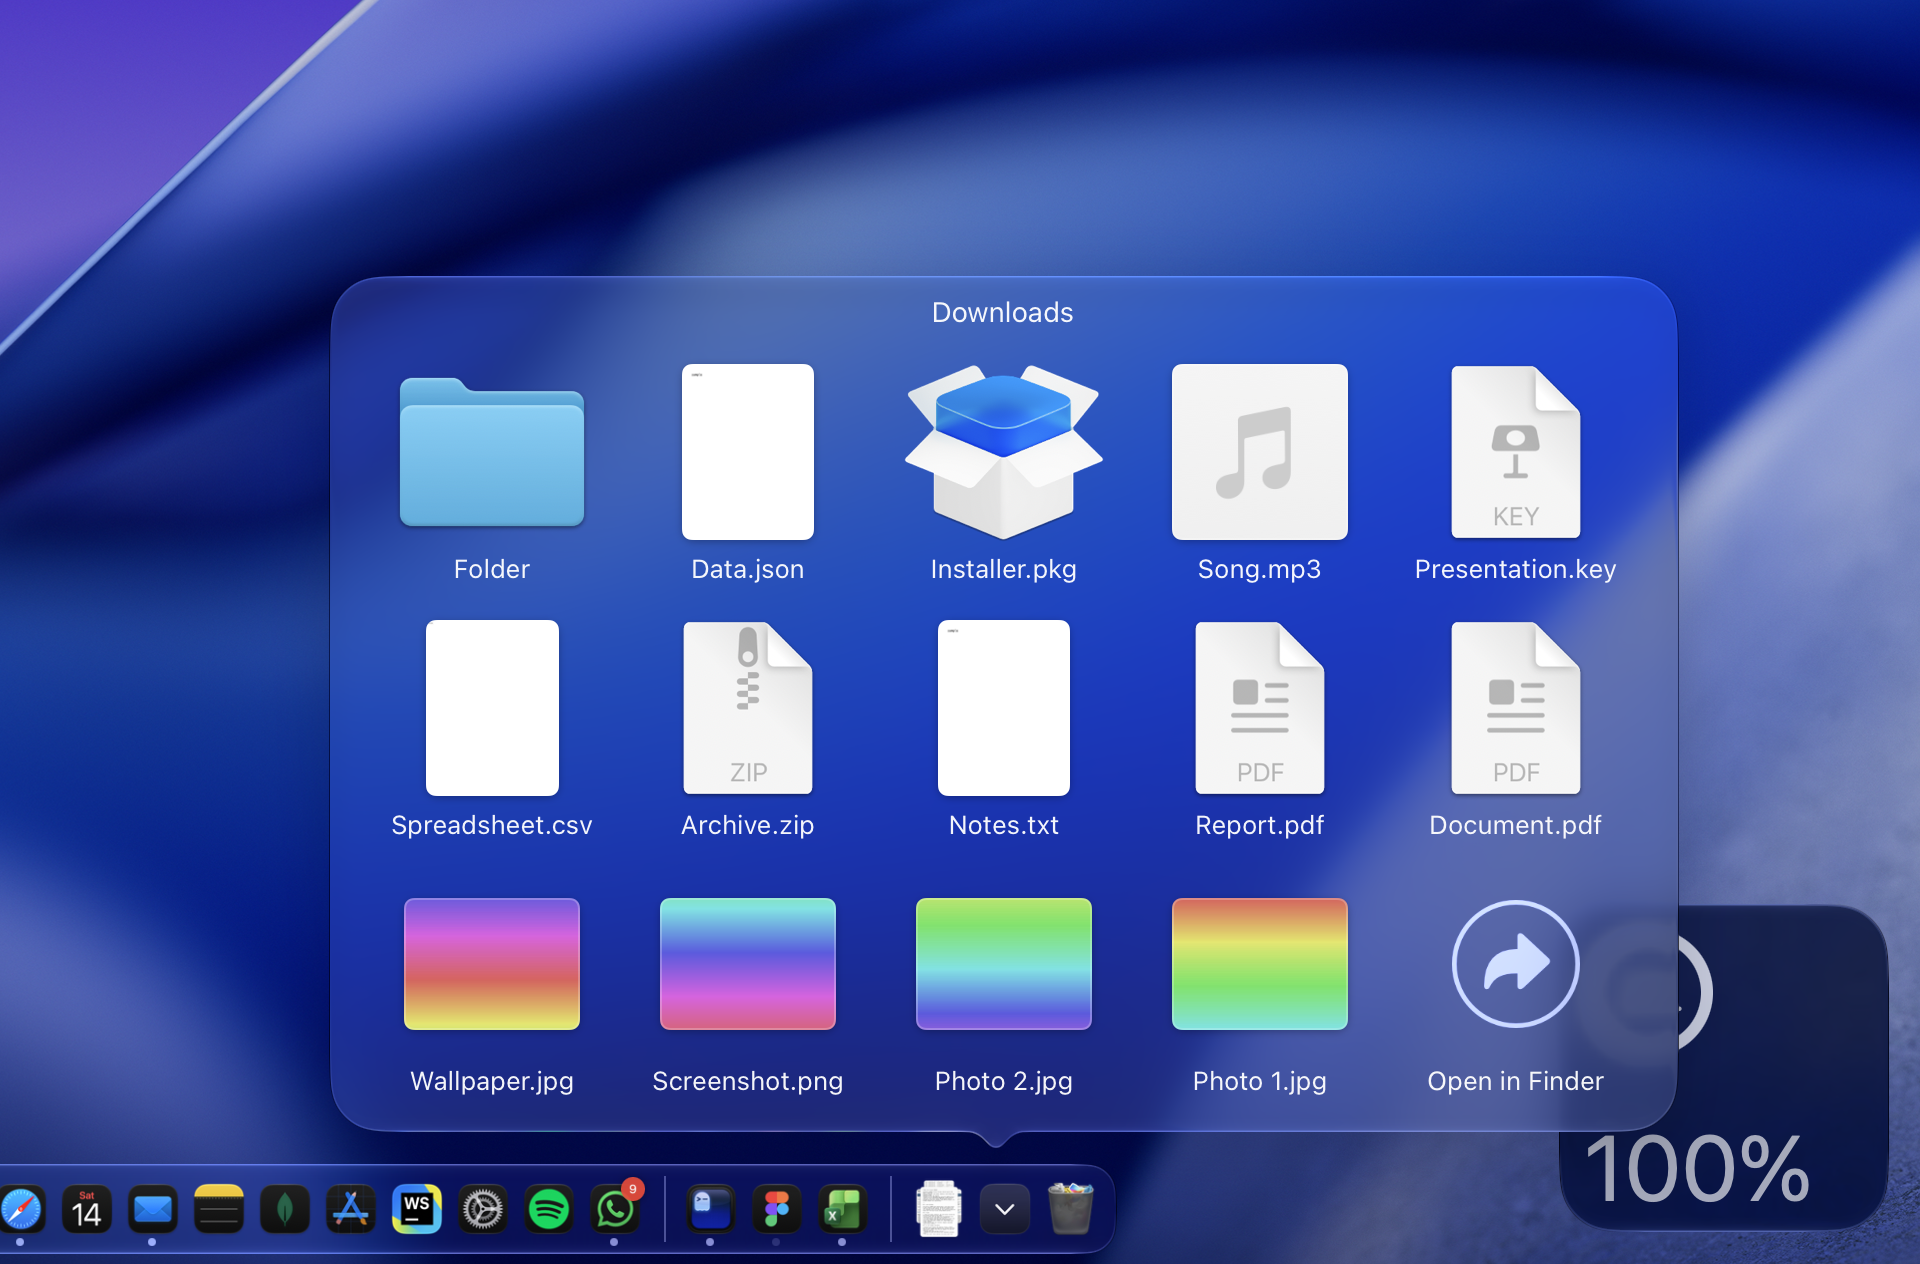 Downloads
Folder
Data.json
Installer.pkg
Song.mp3
KEY
Presentation.key
Spreadsheet.csv
ZIP
Archive.zip
Notes.txt
PDF
Report.pdf
PDF
Document.pdf
Wallpaper.jpg
Screenshot.png
Photo 2.jpg
Photo 1.jpg
Open in Finder
100%
Sat
14
WS
9
X